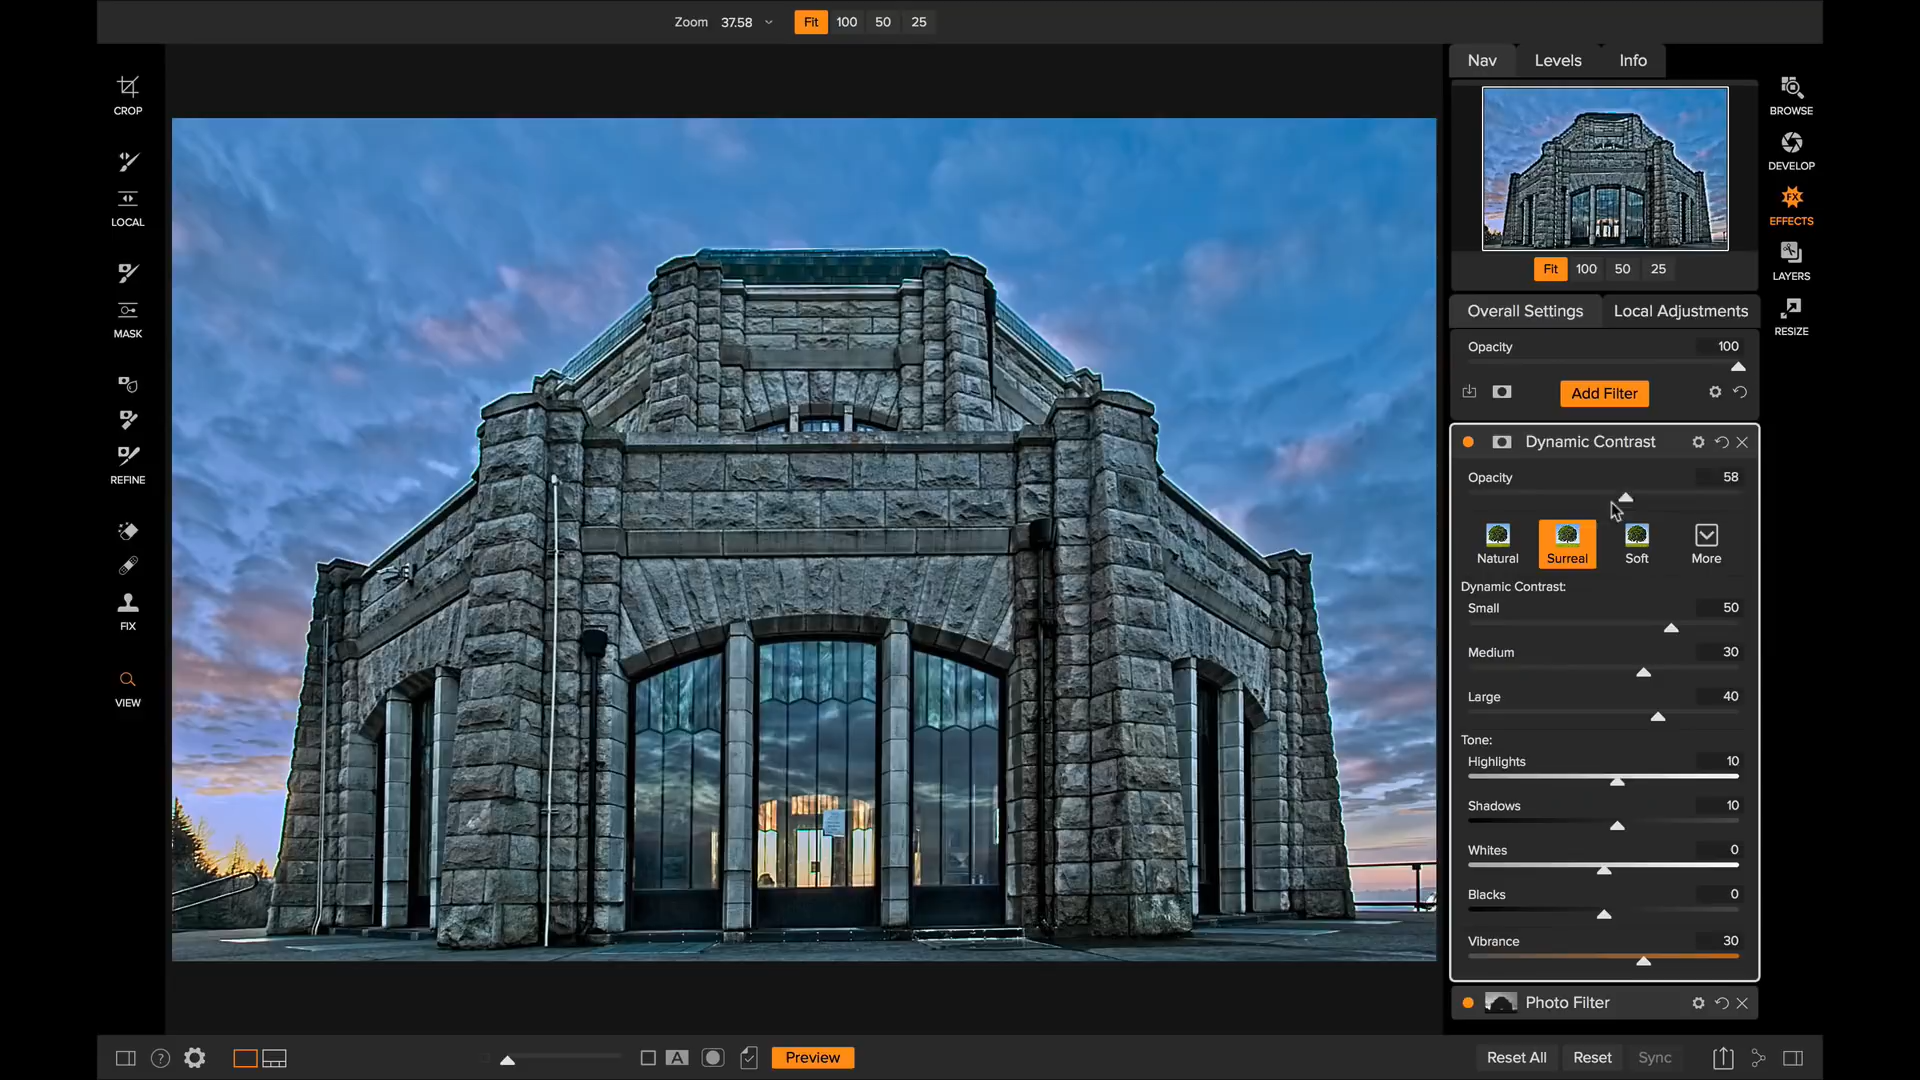 Zoom 37.58 Fit 100 50 25
CROP
LOCAL
MASK
REFINE
FIX
VIEW
Nav Levels Info
Fit 100 50 25
BROWSE
DEVELOP
FX
EFFECTS
LAYERS
RESIZE
Overall Settings Local Adjustments
Opacity 100
Add Filter
Dynamic Contrast
Opacity 58
Natural Surreal Soft More
Dynamic Contrast:
Small 50
Medium 30
Large 40
Tone:
Highlights 10
Shadows 10
Whites 0
Blacks 0
Vibrance 30
Photo Filter
? A Preview Reset All Reset Sync